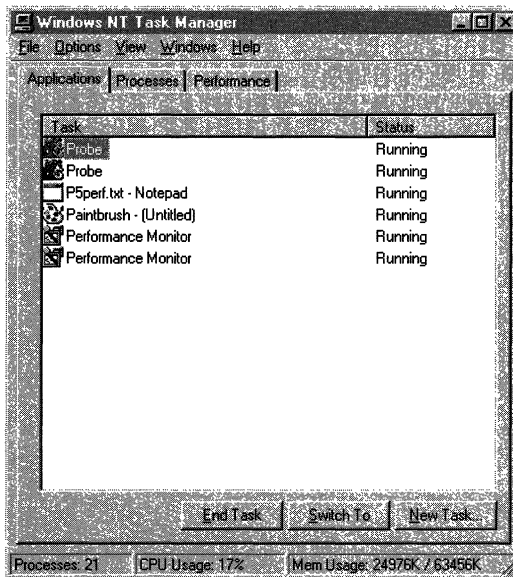 Windows NT Task Manager
File Options View Windows Help
Applications Processes Performance
Task Status
Probe Running
Probe Running
P5perf.txt - Notepad Running
Paintbrush - (Untitled) Running
Performance Monitor Running
Performance Monitor Running
End Task Switch To New Task...
Processes: 21 CPU Usage: 17% Mem Usage: 24976K / 63456K